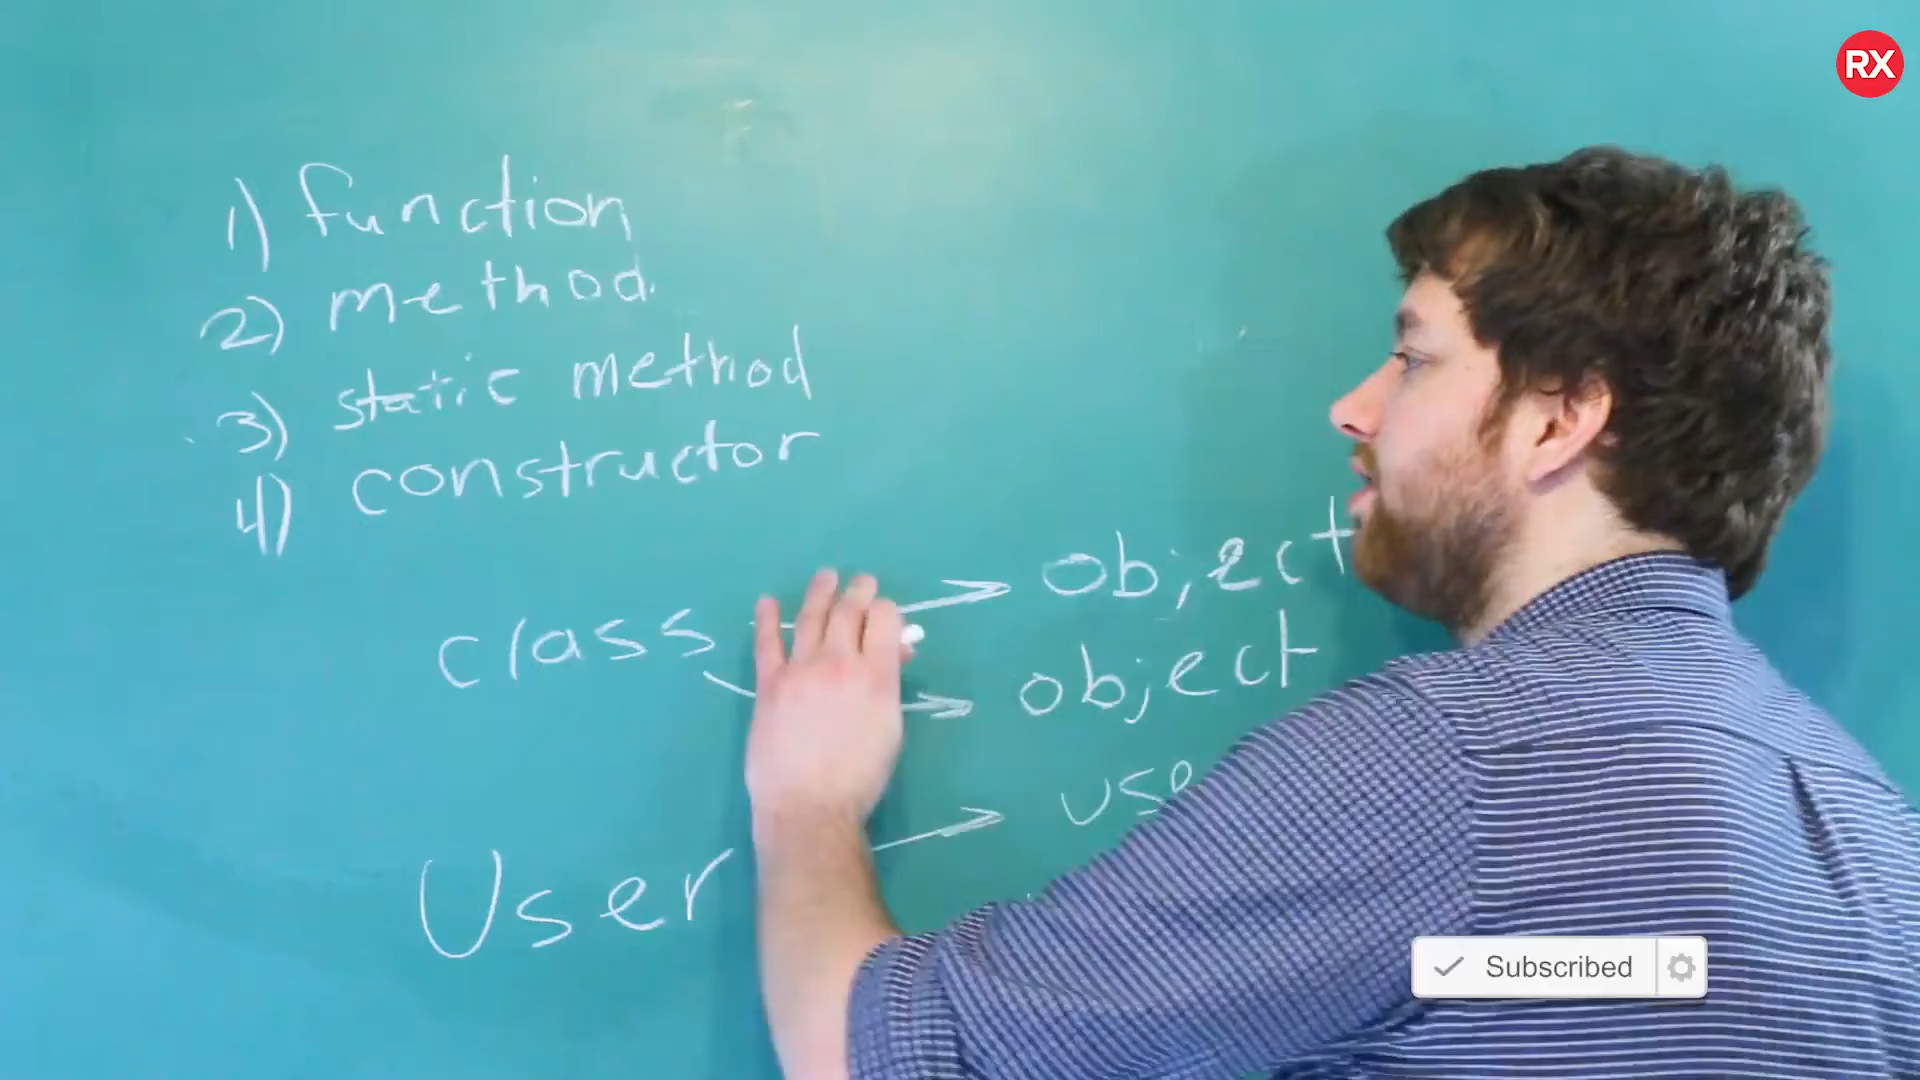 RX
1) function
2) method
3) static method
4) constructor
class → object
→ object
User →
Subscribed